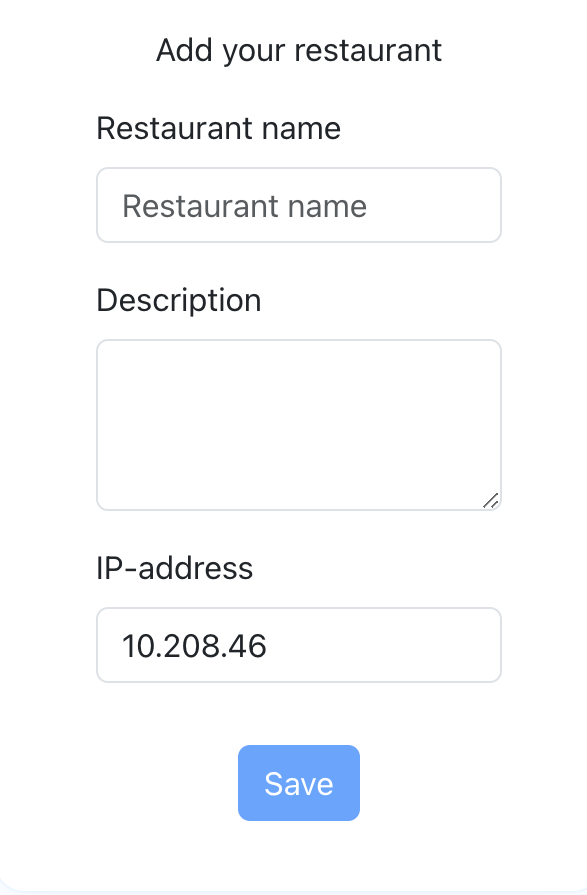 Add your restaurant
Restaurant name
Restaurant name
Description
IP-address
10.208.46
Save